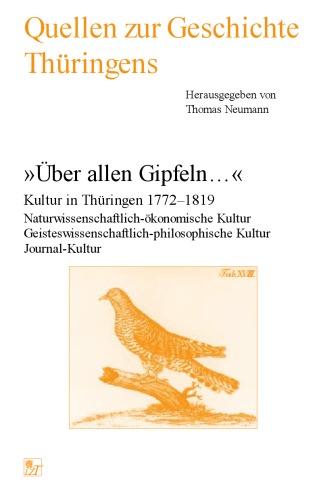 Quellen zur Geschichte
Thüringens
Herausgegeben von
Thomas Neumann
»Über allen Gipfeln…«
Kultur in Thüringen 1772–1819
Naturwissenschaftlich-ökonomische Kultur
Geisteswissenschaftlich-philosophische Kultur
Journal-Kultur
Tab. XVIII.
LZT